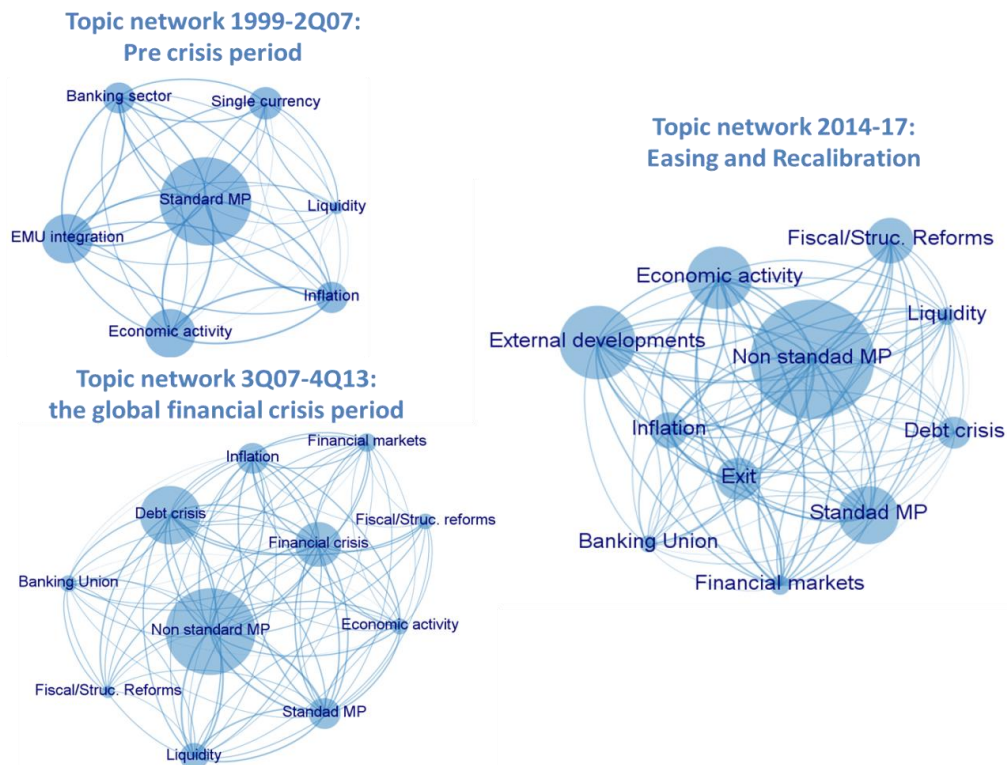 Topic network 1999-2Q07:
Pre crisis period
Banking sector
Single currency
Standard MP
Liquidity
EMU integration
Inflation
Economic activity
Topic network 3Q07-4Q13:
the global financial crisis period
Financial markets
Inflation
Debt crisis
Fiscal/Struc. reforms
Financial crisis
Banking Union
Non standard MP
Economic activity
Fiscal/Struc. Reforms
Standad MP
Liquidity
Topic network 2014-17:
Easing and Recalibration
Fiscal/Struc. Reforms
Economic activity
Liquidity
External developments
Non standad MP
Inflation
Debt crisis
Exit
Standad MP
Banking Union
Financial markets